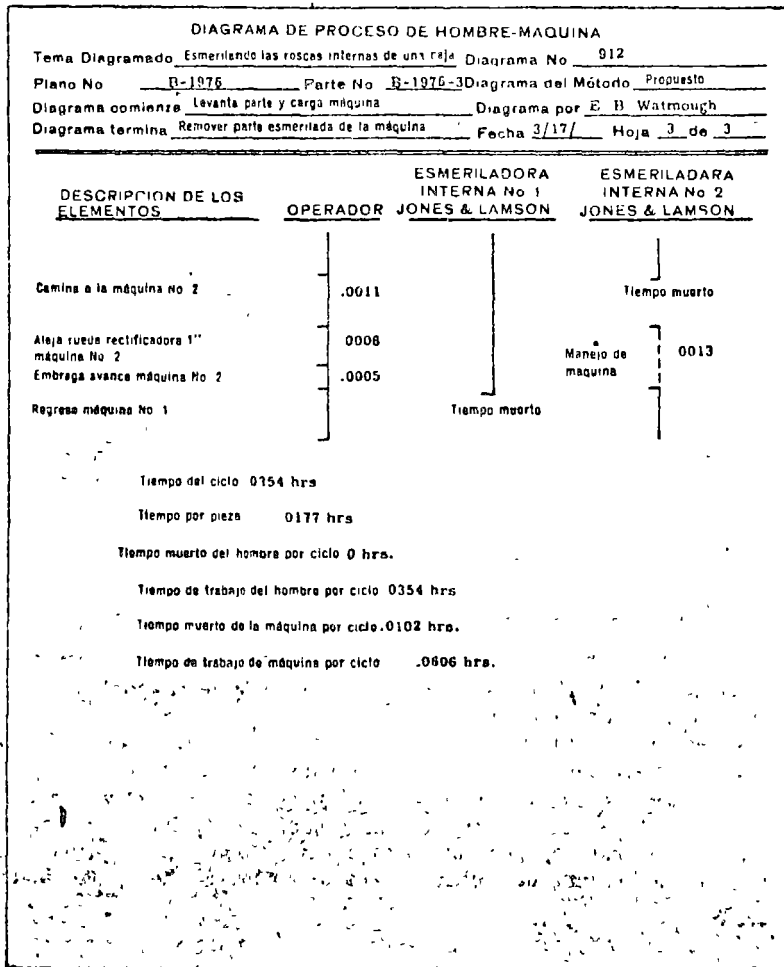 DIAGRAMA DE PROCESO DE HOMBRE-MAQUINA
Tema Diagramado Esmerilando las roscas internas de una caja Diagrama No 912
Plano No B-1976 Parte No B-1976-3 Diagrama del Método Propuesto
Diagrama comienza Levanta parte y carga máquina Diagrama por E B Watmough
Diagrama termina Remover parte esmerilada de la máquina Fecha 3/17/ Hoja 3 de 3
DESCRIPCION DE LOS ELEMENTOS OPERADOR ESMERILADORA INTERNA No 1 JONES & LAMSON ESMERILADARA INTERNA No 2 JONES & LAMSON
Camina a la máquina No 2 .0011 Tiempo muerto
Aleja rueda rectificadora 1" máquina No 2 0008 Manejo de maquina 0013
Embraga avance máquina No 2 .0005
Regresa máquina No 1 Tiempo muerto
Tiempo del ciclo 0354 hrs
Tiempo por pieza 0177 hrs
Tiempo muerto del hombre por ciclo 0 hrs.
Tiempo de trabajo del hombre por ciclo 0354 hrs
Tiempo muerto de la máquina por ciclo .0102 hrs.
Tiempo de trabajo de máquina por ciclo .0606 hrs.